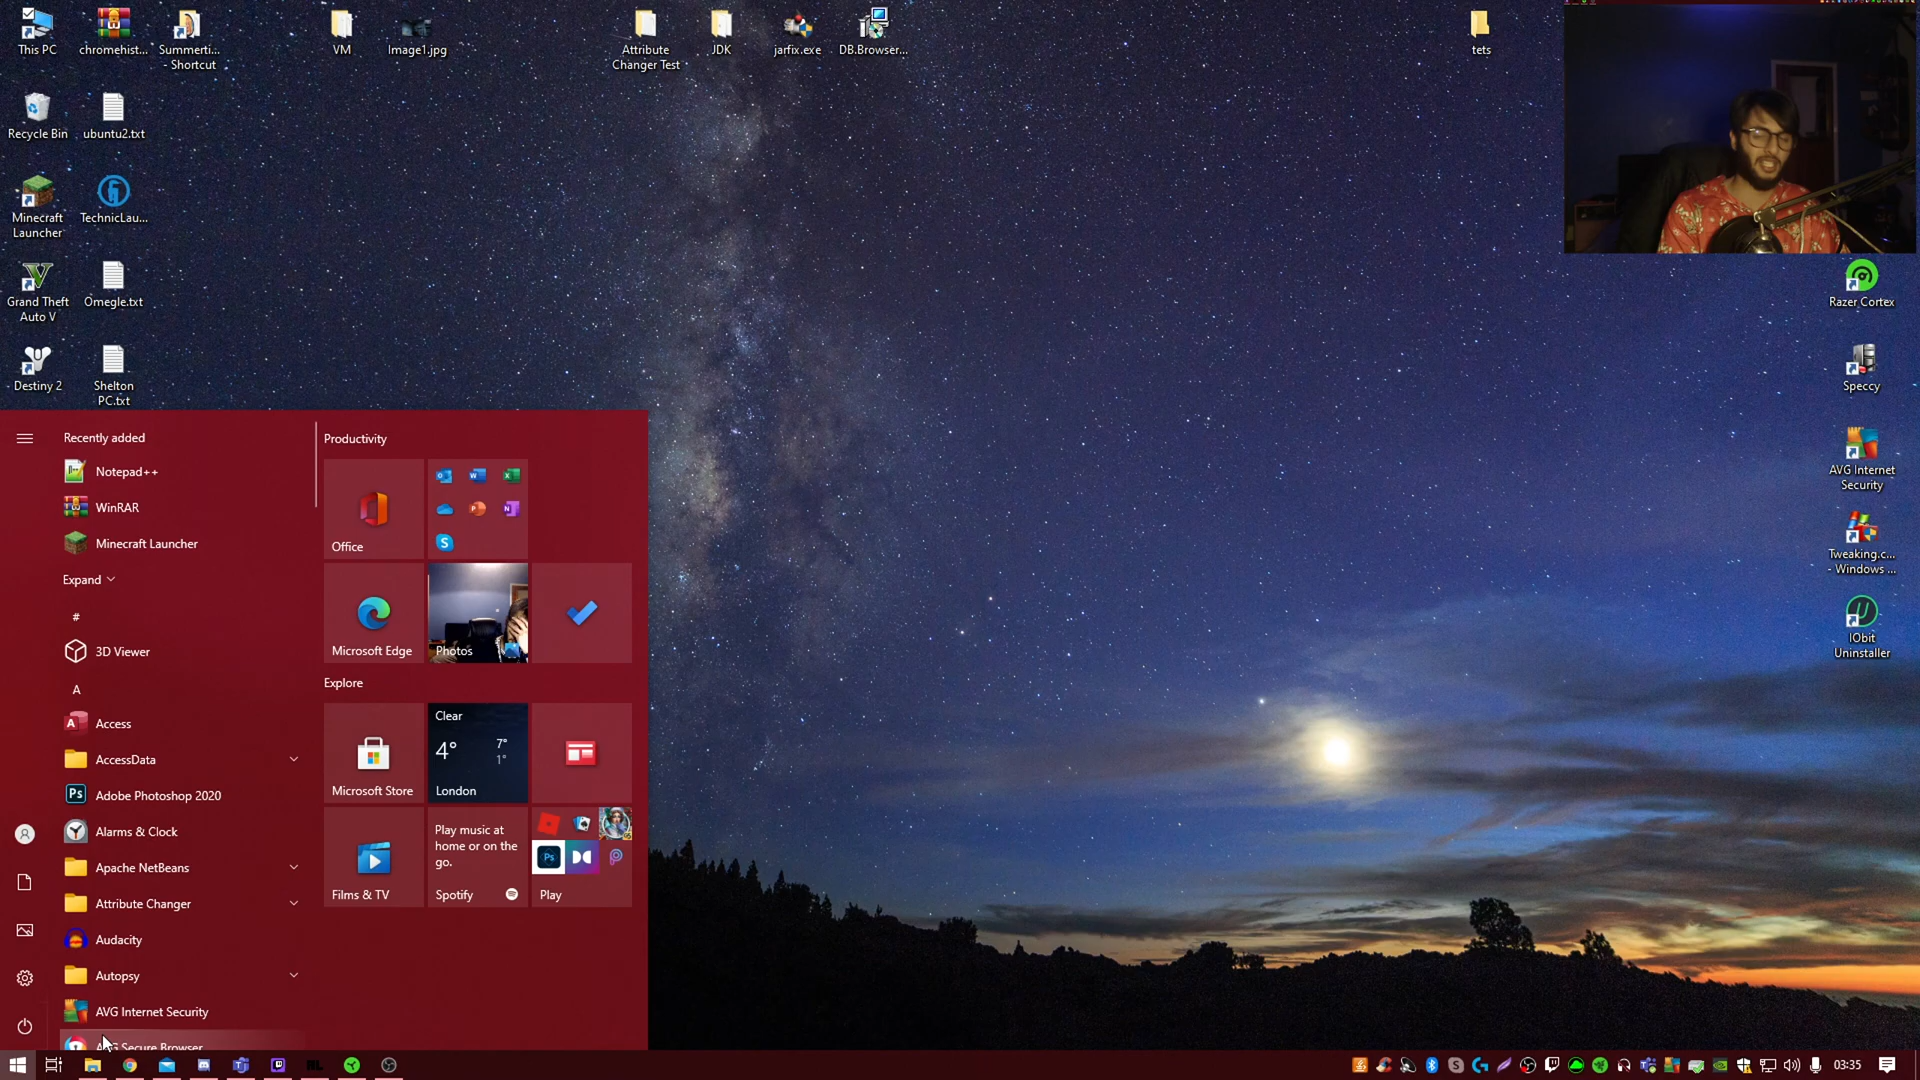 This PC
chromehist...
Summerti...
- Shortcut
VM
Image1.jpg
Attribute
Changer Test
JDK
jarfix.exe
DB.Browser...
tets
Recycle Bin
ubuntu2.txt
Minecraft
Launcher
TechnicLau...
Grand Theft
Auto V
Omegle.txt
Destiny 2
Shelton
PC.txt
Razer Cortex
Speccy
AVG Internet
Security
Tweaking.c...
- Windows ...
IObit
Uninstaller
Recently added
Notepad++
WinRAR
Minecraft Launcher
Expand
#
3D Viewer
A
Access
AccessData
Adobe Photoshop 2020
Alarms & Clock
Apache NetBeans
Attribute Changer
Audacity
Autopsy
AVG Internet Security
AVG Secure Browser
Productivity
Office
Microsoft Edge
Photos
Explore
Microsoft Store
Clear
4° 7°
1°
London
Films & TV
Play music at
home or on the
go.
Spotify
Play
03:35